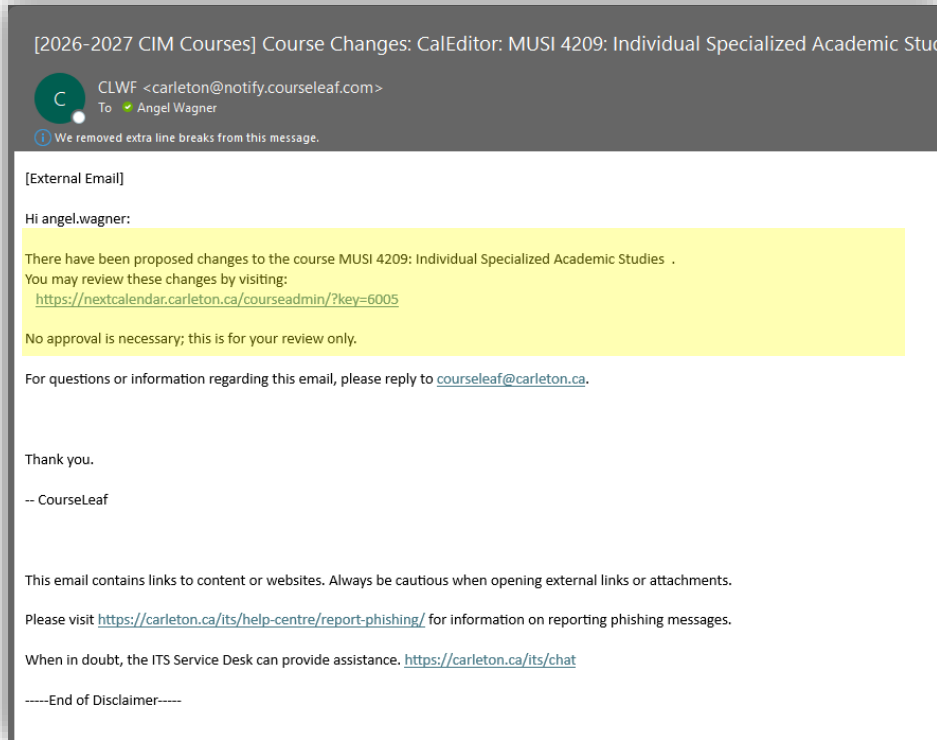 [2026-2027 CIM Courses] Course Changes: CalEditor: MUSI 4209: Individual Specialized Academic
C
CLWF <carleton@notify.courseleaf.com>
To Angel Wagner
We removed extra line breaks from this message.
[External Email]
Hi angel.wagner:
There have been proposed changes to the course MUSI 4209: Individual Specialized Academic Studies .
You may review these changes by visiting:
https://nextcalendar.carleton.ca/courseadmin/?key=6005
No approval is necessary; this is for your review only.
For questions or information regarding this email, please reply to courseleaf@carleton.ca.
Thank you.
-- CourseLeaf
This email contains links to content or websites. Always be cautious when opening external links or attachments.
Please visit https://carleton.ca/its/help-centre/report-phishing/ for information on reporting phishing messages.
When in doubt, the ITS Service Desk can provide assistance. https://carleton.ca/its/chat
-----End of Disclaimer-----